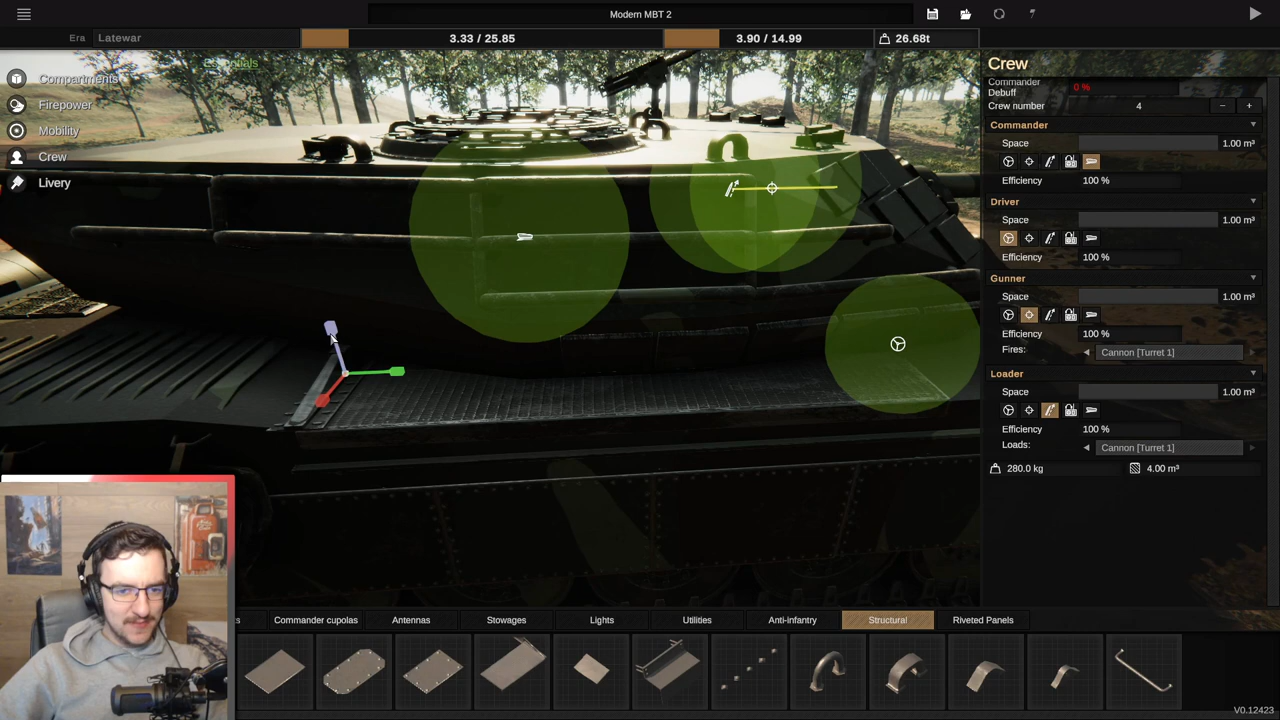 Modern MBT 2
Era Latewar
3.33 / 25.85
3.90 / 14.99
26.68t
Essentials
Compartments
Firepower
Mobility
Crew
Livery
Crew
Commander Debuff 0 %
Crew number 4 − +
Commander
Space 1.00 m³
Efficiency 100 %
Driver
Space 1.00 m³
Efficiency 100 %
Gunner
Space 1.00 m³
Efficiency 100 %
Fires: Cannon [Turret 1]
Loader
Space 1.00 m³
Efficiency 100 %
Loads: Cannon [Turret 1]
280.0 kg 4.00 m³
s Commander cupolas Antennas Stowages Lights Utilities Anti-infantry Structural Riveted Panels
V0.12423